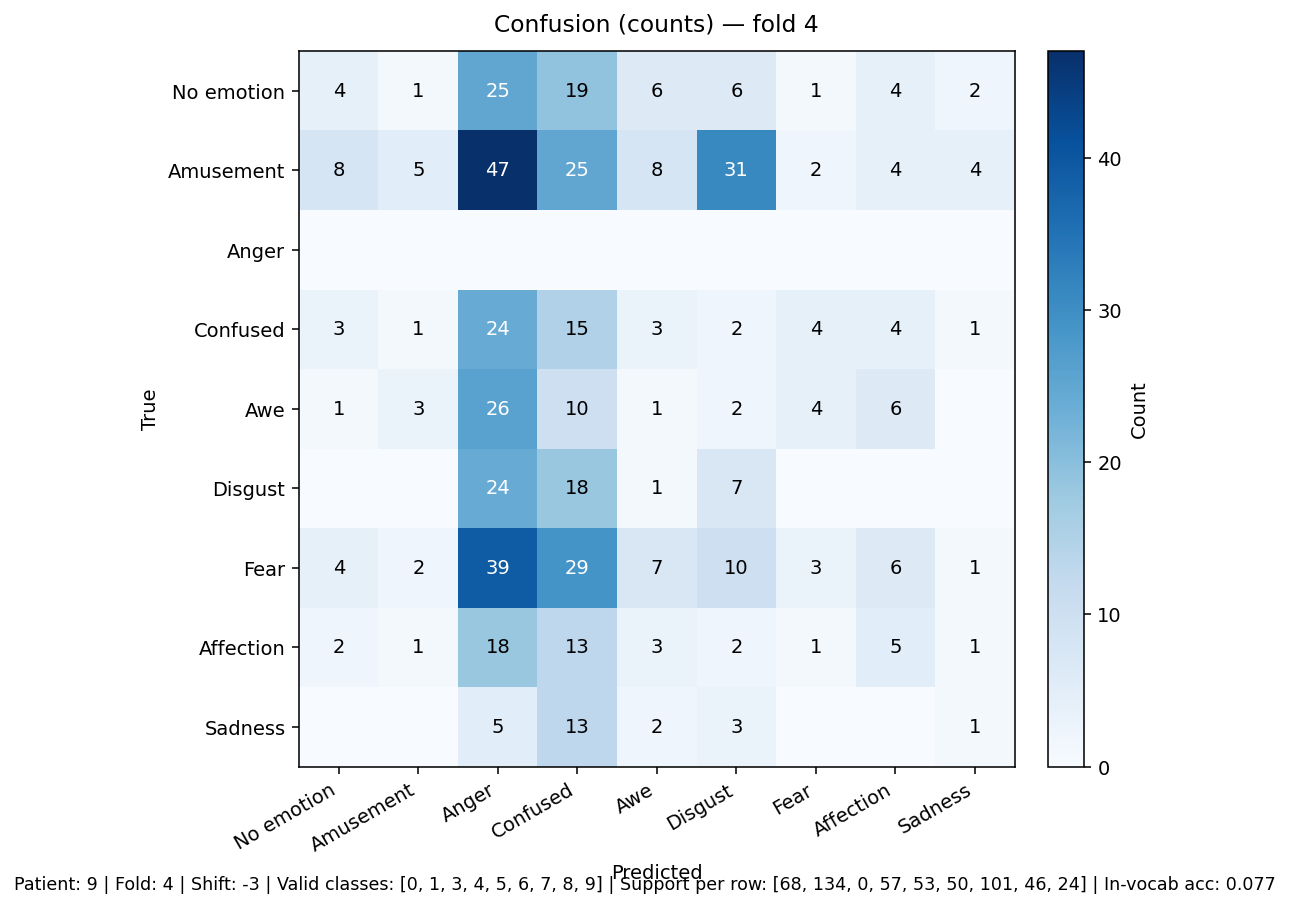 Confusion (counts) — fold 4
No emotion 4 1 25 19 6 6 1 4 2
Amusement 8 5 47 25 8 31 2 4 4
Anger
Confused 3 1 24 15 3 2 4 4 1
Awe 1 3 26 10 1 2 4 6
Disgust 24 18 1 7
Fear 4 2 39 29 7 10 3 6 1
Affection 2 1 18 13 3 2 1 5 1
Sadness 5 13 2 3 1
True
No emotion Amusement Anger Confused Awe Disgust Fear Affection Sadness
Predicted
40
30
20
10
0
Count
Patient: 9 | Fold: 4 | Shift: -3 | Valid classes: [0, 1, 3, 4, 5, 6, 7, 8, 9] | Support per row: [68, 134, 0, 57, 53, 50, 101, 46, 24] | In-vocab acc: 0.077